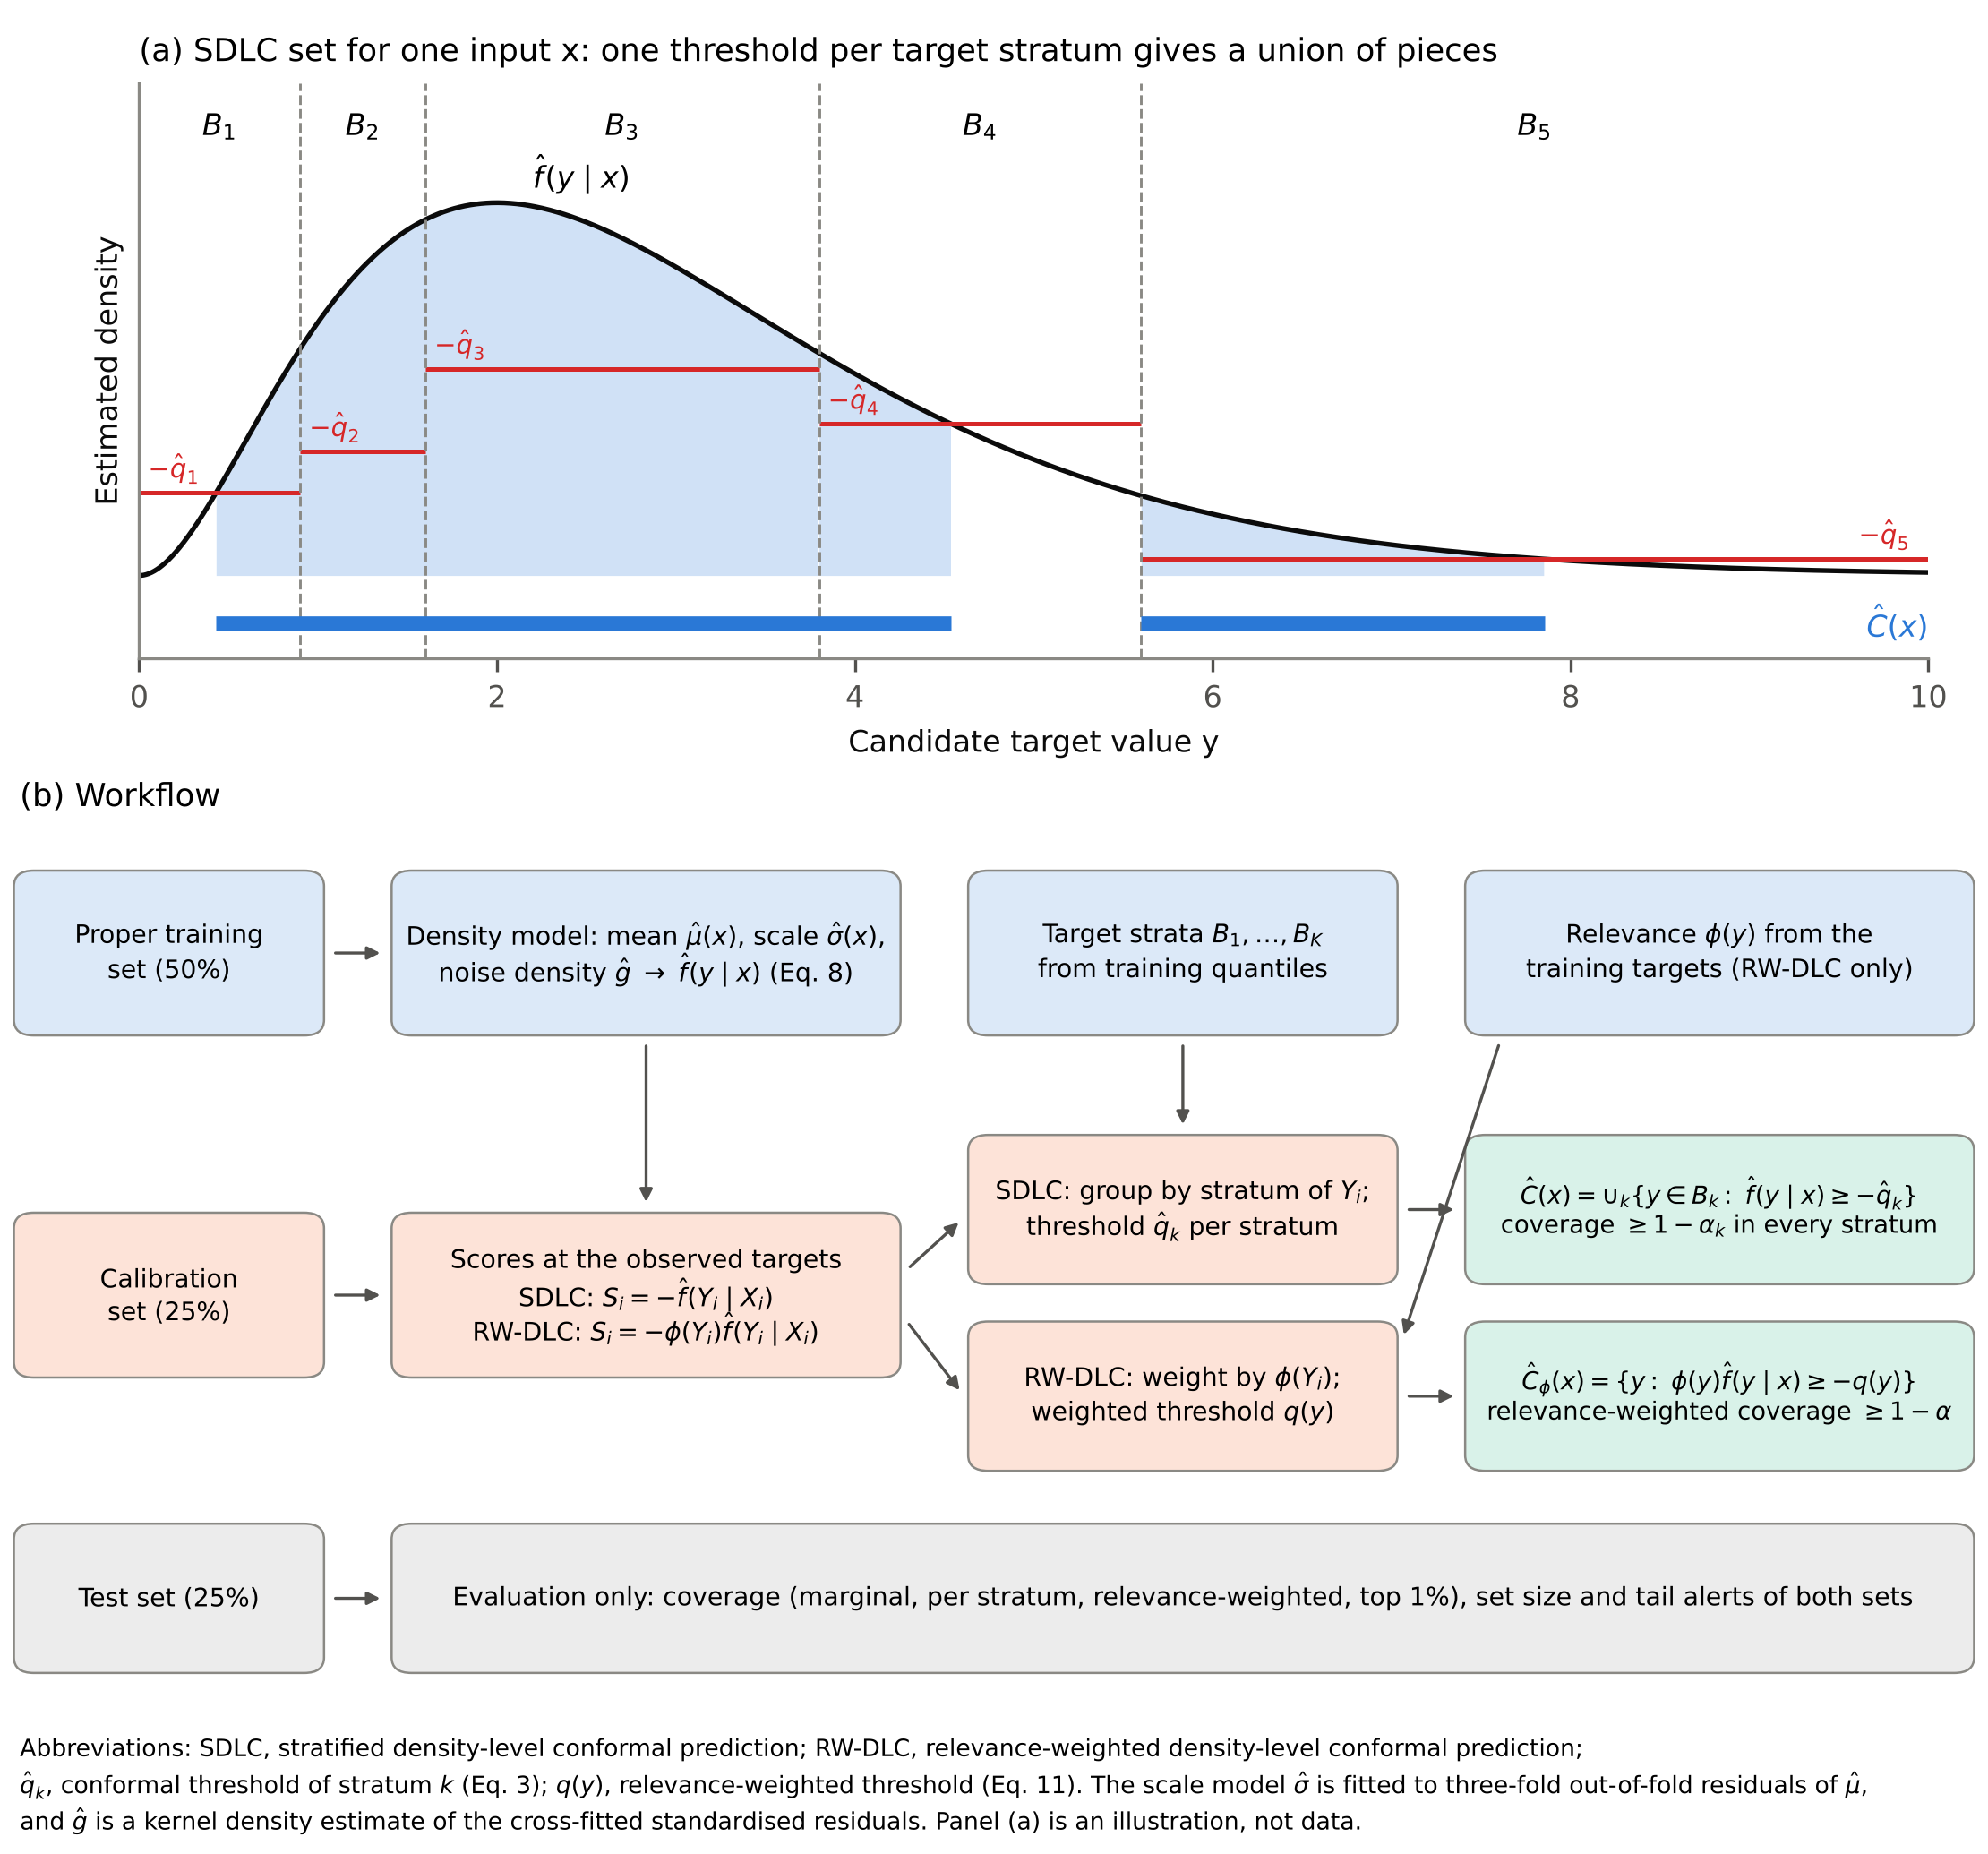 (a) SDLC set for one input x: one threshold per target stratum gives a union of pieces
B₁ B₂ B₃ B₄ B₅
f̂(y | x)
Estimated density
−q̂₁
−q̂₂
−q̂₃
−q̂₄
−q̂₅
Ĉ(x)
0 2 4 6 8 10
Candidate target value y
(b) Workflow
Proper training
set (50%)
Density model: mean μ̂(x), scale σ̂(x),
noise density ĝ → f̂(y | x) (Eq. 8)
Target strata B₁, …, B_K
from training quantiles
Relevance ϕ(y) from the
training targets (RW-DLC only)
Calibration
set (25%)
Scores at the observed targets
SDLC: Sᵢ = −f̂(Yᵢ | Xᵢ)
RW-DLC: Sᵢ = −ϕ(Yᵢ)f̂(Yᵢ | Xᵢ)
SDLC: group by stratum of Yᵢ;
threshold q̂ₖ per stratum
Ĉ(x) = ∪ₖ{y ∈ Bₖ : f̂(y | x) ≥ −q̂ₖ}
coverage ≥ 1 − αₖ in every stratum
RW-DLC: weight by ϕ(Yᵢ);
weighted threshold q(y)
Ĉ_ϕ(x) = {y : ϕ(y)f̂(y | x) ≥ −q(y)}
relevance-weighted coverage ≥ 1 − α
Test set (25%)
Evaluation only: coverage (marginal, per stratum, relevance-weighted, top 1%), set size and tail alerts of both sets
Abbreviations: SDLC, stratified density-level conformal prediction; RW-DLC, relevance-weighted density-level conformal prediction;
q̂ₖ, conformal threshold of stratum k (Eq. 3); q(y), relevance-weighted threshold (Eq. 11). The scale model σ̂ is fitted to three-fold out-of-fold residuals of μ̂,
and ĝ is a kernel density estimate of the cross-fitted standardised residuals. Panel (a) is an illustration, not data.